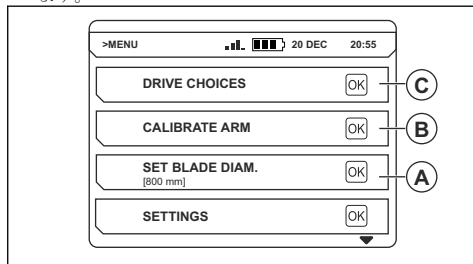 >MENU 20 DEC 20:55
DRIVE CHOICES OK C
CALIBRATE ARM OK B
SET BLADE DIAM. OK A
[800 mm]
SETTINGS OK